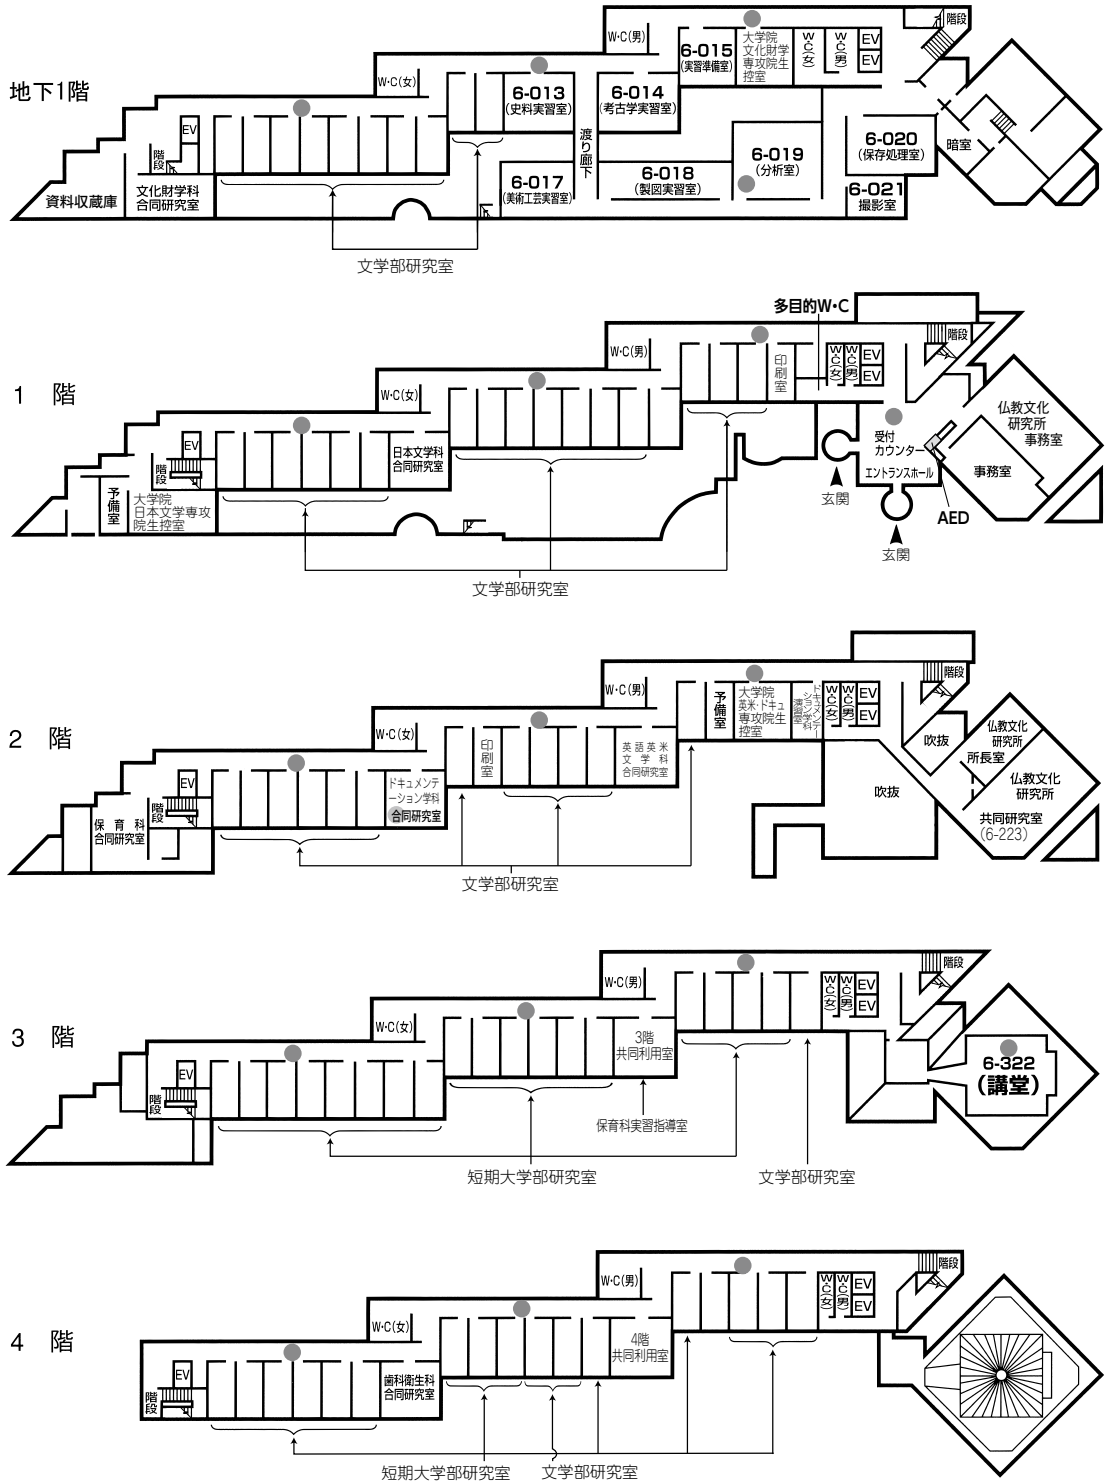 地下1階
W・C(男)
W・C(女)
階段
6-015
(実習準備室)
大学院
文化財学
専攻院生
控室
W・C(女)
W・C(男)
EV
EV
6-013
(史料実習室)
6-014
(考古学実習室)
渡り廊下
EV
階段
資料収蔵庫
文化財学科
合同研究室
6-017
(美術工芸実習室)
6-018
(製図実習室)
6-019
(分析室)
6-020
(保存処理室)
6-021
撮影室
暗室
文学部研究室
1 階
多目的W・C
W・C(男)
W・C(女)
印刷室
W・C(女)
W・C(男)
EV
EV
階段
EV
階段
予備室
大学院
日本文学専攻
院生控室
日本文学科
合同研究室
受付
カウンター
エントランスホール
仏教文化
研究所
事務室
事務室
玄関
玄関
AED
文学部研究室
2 階
W・C(男)
W・C(女)
予備室
大学院
英米・ドキュ
専攻院生
控室
ドキュメンテー
ション学科
演習室
W・C(女)
W・C(男)
EV
EV
階段
EV
階段
保育科
合同研究室
ドキュメンテ
ーション学科
合同研究室
印刷室
英語英米
文学科
合同研究室
吹抜
吹抜
仏教文化
研究所
所長室
仏教文化
研究所
共同研究室
(6-223)
文学部研究室
3 階
W・C(男)
W・C(女)
W・C(女)
W・C(男)
EV
EV
階段
EV
階段
3階
共同利用室
6-322
(講堂)
保育科実習指導室
短期大学部研究室
文学部研究室
4 階
W・C(男)
W・C(女)
W・C(女)
W・C(男)
EV
EV
階段
EV
階段
歯科衛生科
合同研究室
4階
共同利用室
短期大学部研究室
文学部研究室